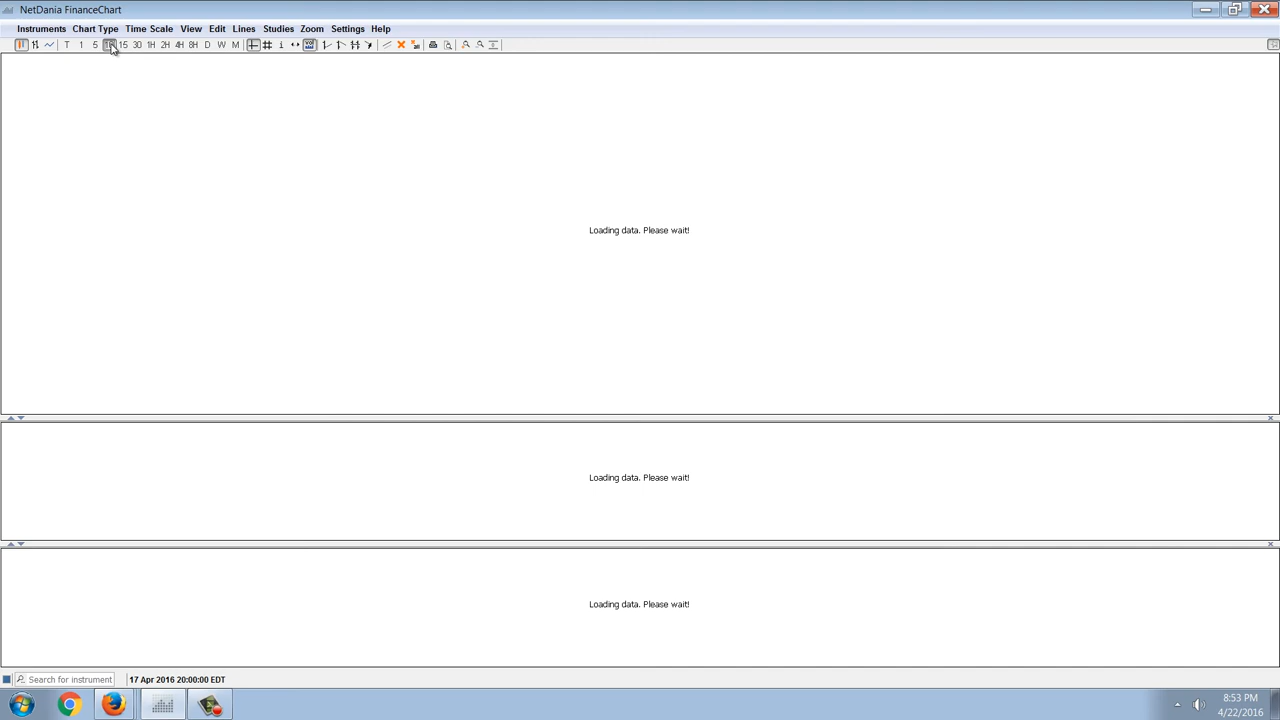 NetDania FinanceChart
Instruments Chart Type Time Scale View Edit Lines Studies Zoom Settings Help
T 1 5 15 30 1H 2H 4H 8H D W M
Loading data. Please wait!
Loading data. Please wait!
Loading data. Please wait!
Search for instrument 17 Apr 2016 20:00:00 EDT
8:53 PM
4/22/2016